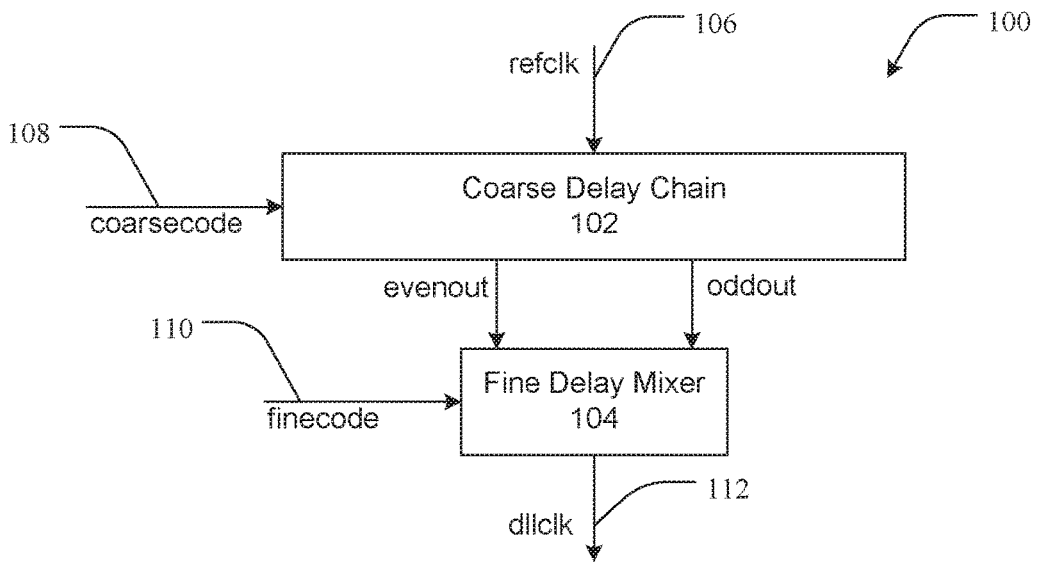 106
100
refclk
108
Coarse Delay Chain
102
coarsecode
evenout
oddout
110
Fine Delay Mixer
104
finecode
112
dllclk